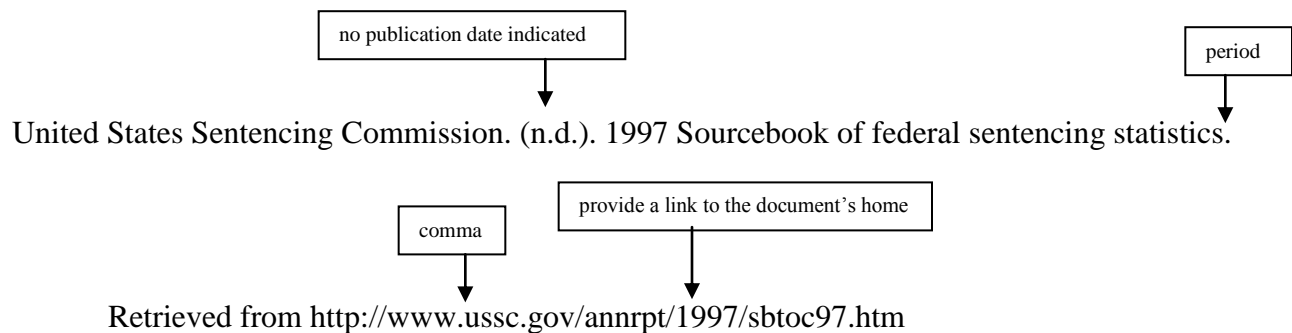 no publication date indicated
period
United States Sentencing Commission. (n.d.). 1997 Sourcebook of federal sentencing statistics.
provide a link to the document’s home
comma
Retrieved from http://www.ussc.gov/annrpt/1997/sbtoc97.htm